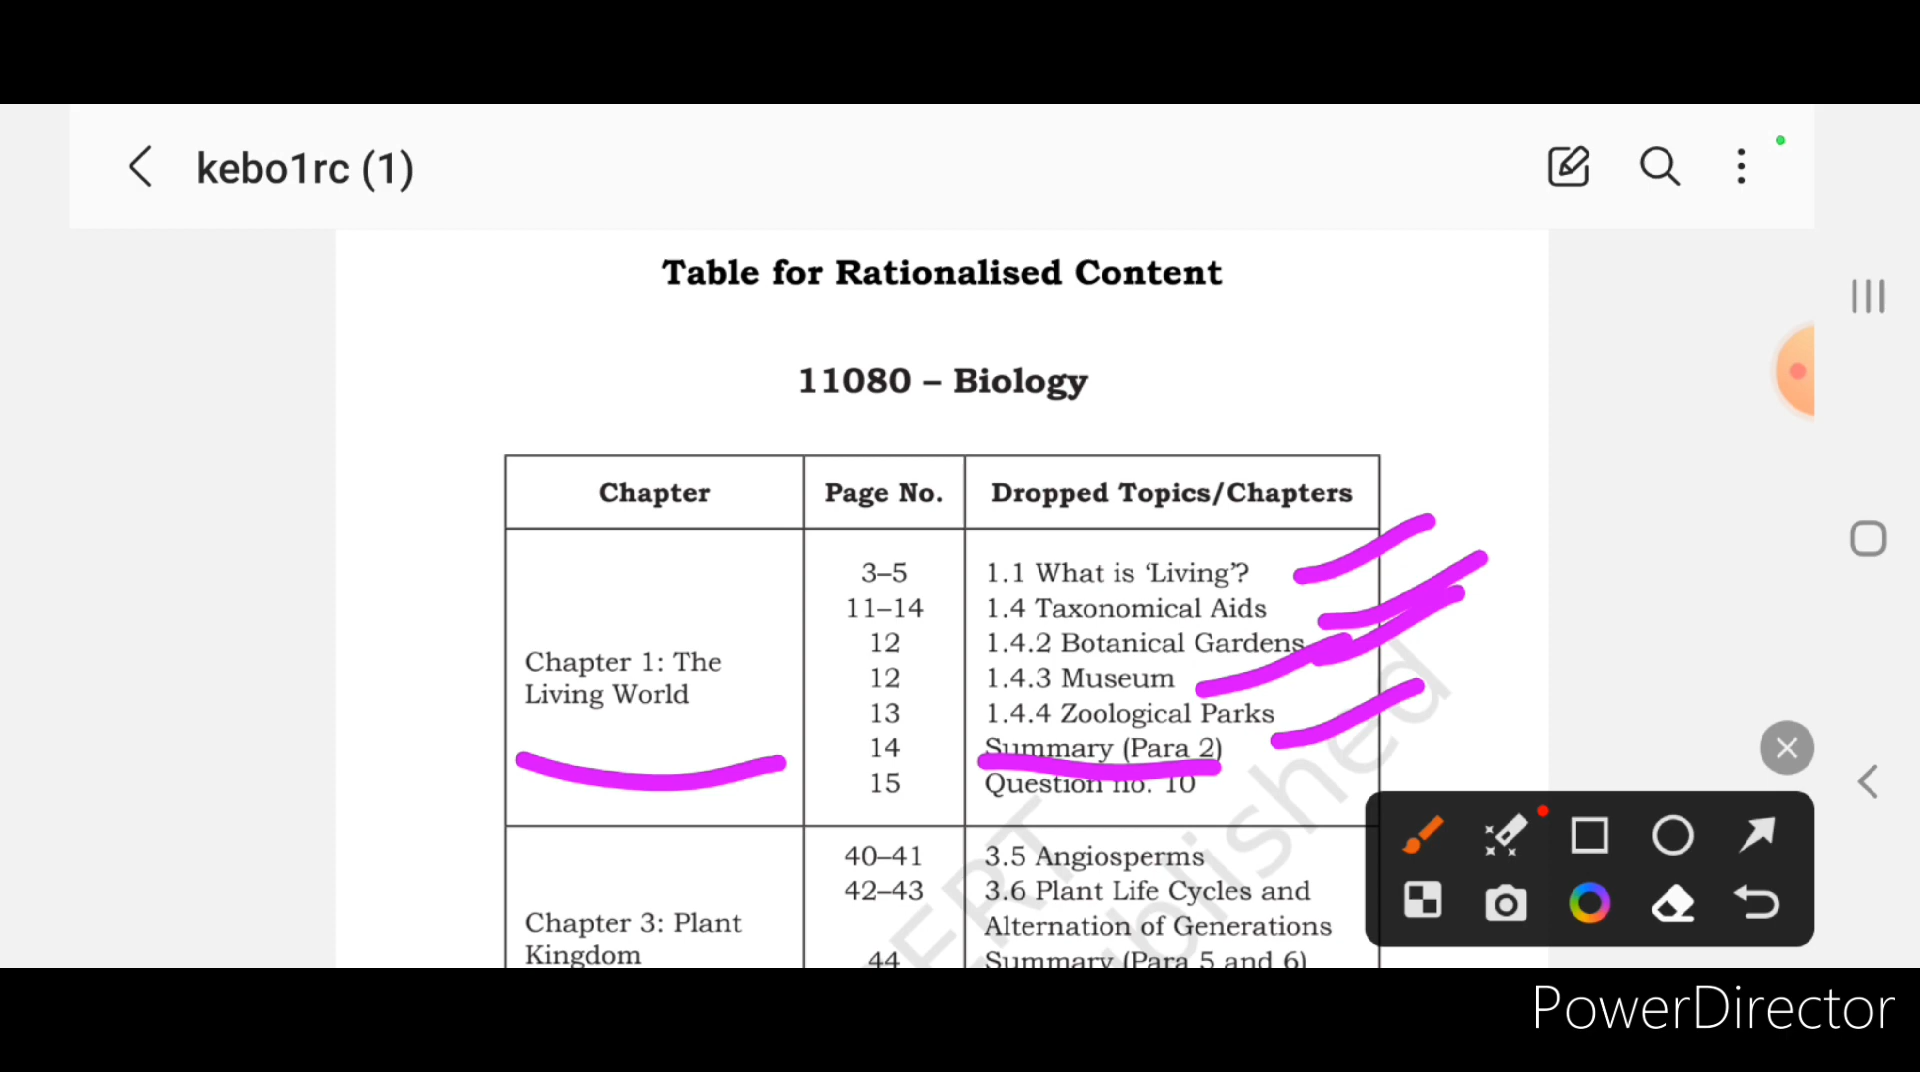 kebo1rc (1)
Table for Rationalised Content
11080 – Biology
Chapter
Page No.
Dropped Topics/Chapters
Chapter 1: The
Living World
3–5
1.1 What is ‘Living’?
11–14
1.4 Taxonomical Aids
12
1.4.2 Botanical Gardens
12
1.4.3 Museum
13
1.4.4 Zoological Parks
14
Summary (Para 2)
15
Question no. 10
Chapter 3: Plant
Kingdom
40–41
3.5 Angiosperms
42–43
3.6 Plant Life Cycles and
Alternation of Generations
44
Summary (Para 5 and 6)
PowerDirector